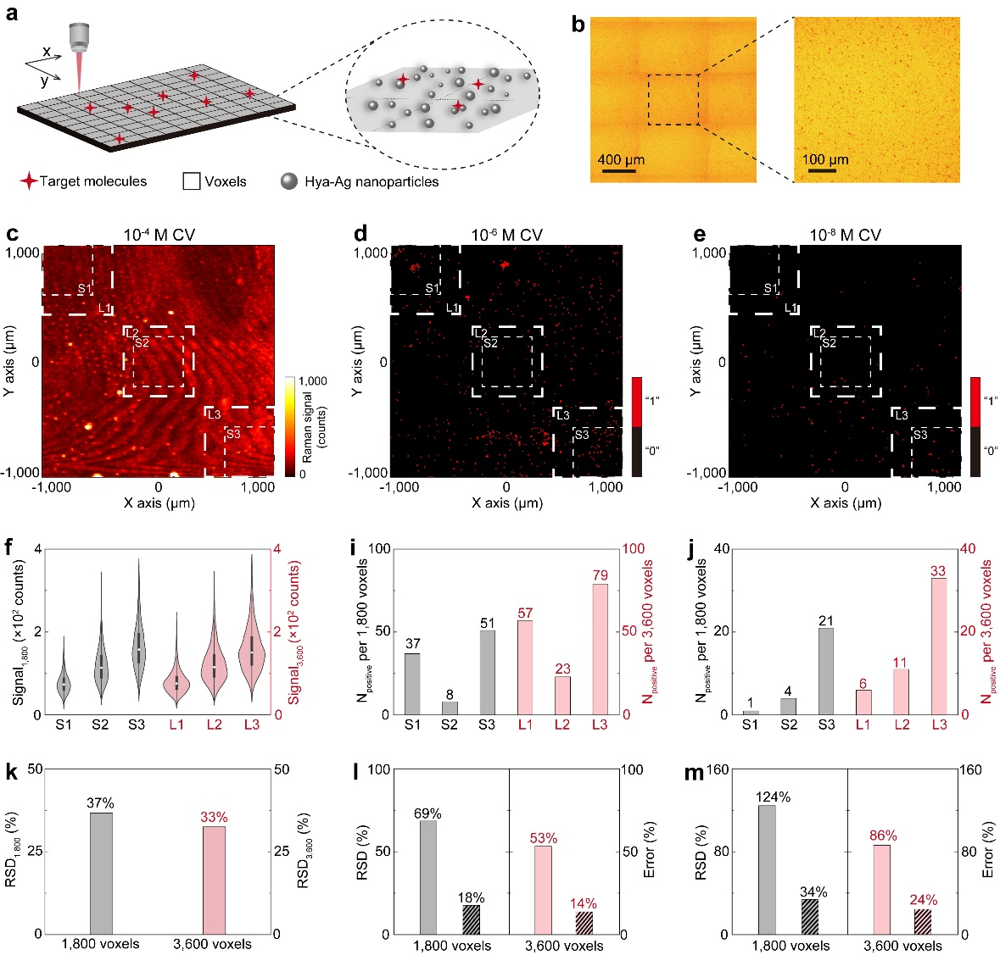 a
x
y
Target molecules
Voxels
Hya-Ag nanoparticles
b
400 µm
100 µm
c
10⁻⁴ M CV
1,000
0
-1,000
Y axis (µm)
S1
L1
L2
S2
L3
S3
-1,000
0
1,000
X axis (µm)
1,000
0
Raman signal
(counts)
d
10⁻⁶ M CV
1,000
0
-1,000
Y axis (µm)
S1
L1
L2
S2
L3
S3
-1,000
0
1,000
X axis (µm)
“1”
“0”
e
10⁻⁸ M CV
1,000
0
-1,000
Y axis (µm)
S1
L1
L2
S2
L3
S3
-1,000
0
1,000
X axis (µm)
“1”
“0”
f
4
2
0
Signal₁,₈₀₀ (×10² counts)
S1 S2 S3 L1 L2 L3
4
2
0
Signal₃,₆₀₀ (×10² counts)
i
100
50
0
Npositive per 1,800 voxels
37
8
51
57
23
79
S1 S2 S3 L1 L2 L3
100
50
0
Npositive per 3,600 voxels
j
40
20
0
Npositive per 1,800 voxels
1
4
21
6
11
33
S1 S2 S3 L1 L2 L3
40
20
0
Npositive per 3,600 voxels
k
50
25
0
RSD₁,₈₀₀ (%)
37%
33%
1,800 voxels 3,600 voxels
50
25
0
RSD₃,₆₀₀ (%)
l
100
50
0
RSD (%)
69%
18%
53%
14%
1,800 voxels 3,600 voxels
100
50
0
Error (%)
m
160
80
0
RSD (%)
124%
34%
86%
24%
1,800 voxels 3,600 voxels
160
80
0
Error (%)